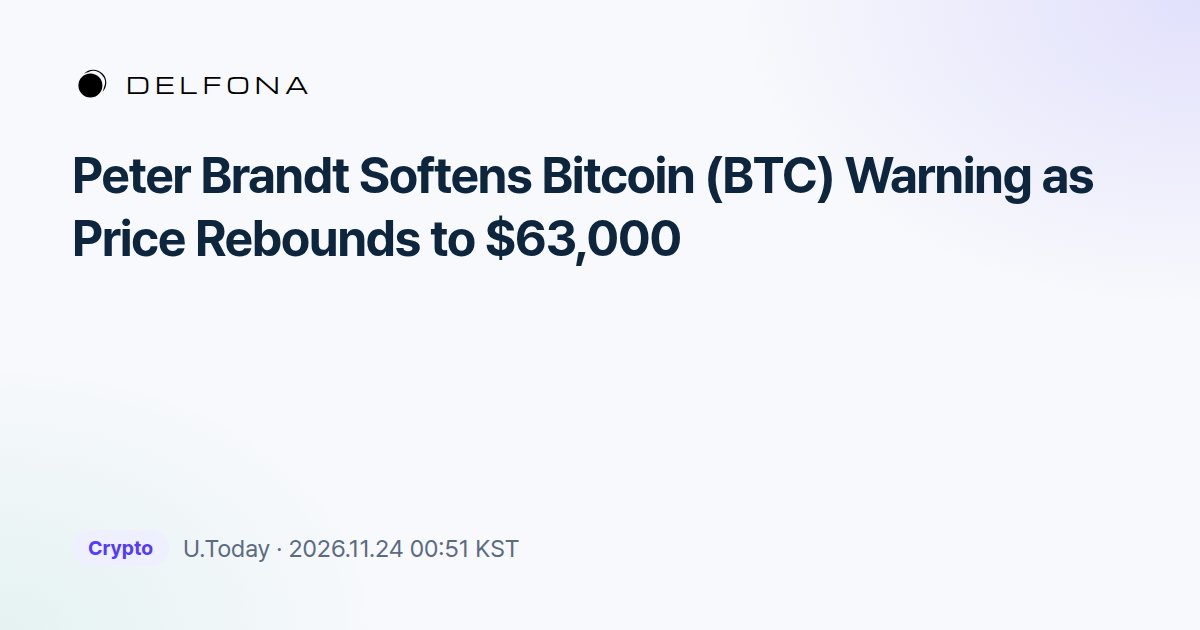 DELFONA
Peter Brandt Softens Bitcoin (BTC) Warning as
Price Rebounds to $63,000
Crypto U.Today · 2026.11.24 00:51 KST